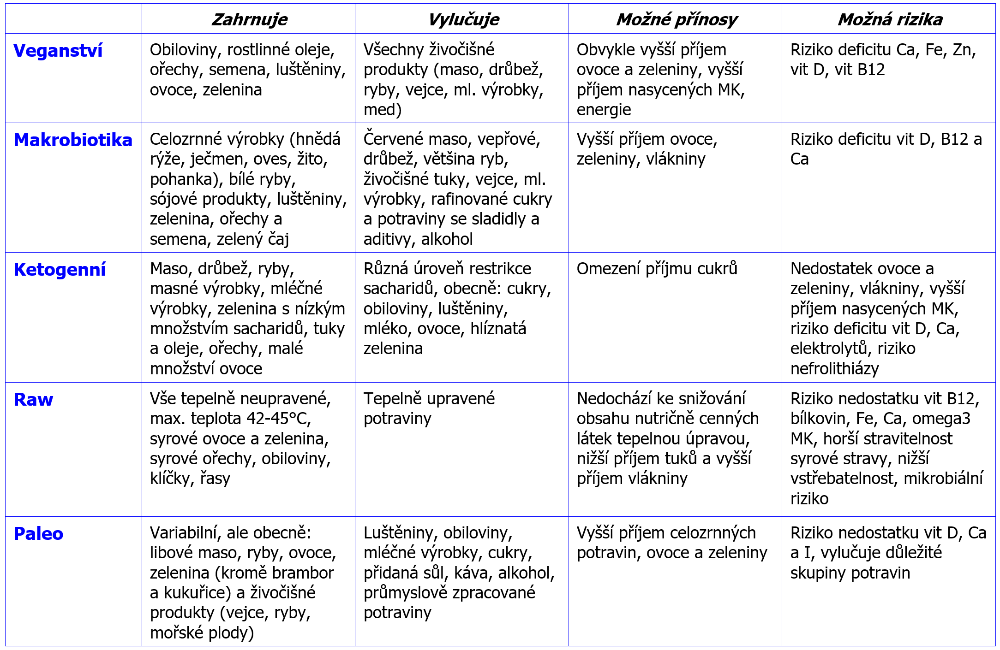 Zahrnuje
Vylučuje
Možné přínosy
Možná rizika
Veganství
Obiloviny, rostlinné oleje,
ořechy, semena, luštěniny,
ovoce, zelenina
Všechny živočišné
produkty (maso, drůbež,
ryby, vejce, ml. výrobky,
med)
Obvykle vyšší příjem
ovoce a zeleniny, vyšší
příjem nasycených MK,
energie
Riziko deficitu Ca, Fe, Zn,
vit D, vit B12
Makrobiotika
Celozrnné výrobky (hnědá
rýže, ječmen, oves, žito,
pohanka), bílé ryby,
sójové produkty, luštěniny,
zelenina, ořechy a
semena, zelený čaj
Červené maso, vepřové,
drůbež, většina ryb,
živočišné tuky, vejce, ml.
výrobky, rafinované cukry
a potraviny se sladidly a
aditivy, alkohol
Vyšší příjem ovoce,
zeleniny, vlákniny
Riziko deficitu vit D, B12 a
Ca
Ketogenní
Maso, drůbež, ryby,
masné výrobky, mléčné
výrobky, zelenina s nízkým
množstvím sacharidů, tuky
a oleje, ořechy, malé
množství ovoce
Různá úroveň restrikce
sacharidů, obecně: cukry,
obiloviny, luštěniny,
mléko, ovoce, hlíznatá
zelenina
Omezení příjmu cukrů
Nedostatek ovoce a
zeleniny, vlákniny, vyšší
příjem nasycených MK,
riziko deficitu vit D, Ca,
elektrolytů, riziko
nefrolithiázy
Raw
Vše tepelně neupravené,
max. teplota 42-45°C,
syrové ovoce a zelenina,
syrové ořechy, obiloviny,
klíčky, řasy
Tepelně upravené
potraviny
Nedochází ke snižování
obsahu nutričně cenných
látek tepelnou úpravou,
nižší příjem tuků a vyšší
příjem vlákniny
Riziko nedostatku vit B12,
bílkovin, Fe, Ca, omega3
MK, horší stravitelnost
syrové stravy, nižší
vstřebatelnost, mikrobiální
riziko
Paleo
Variabilní, ale obecně:
libové maso, ryby, ovoce,
zelenina (kromě brambor
a kukuřice) a živočišné
produkty (vejce, ryby,
mořské plody)
Luštěniny, obiloviny,
mléčné výrobky, cukry,
přidaná sůl, káva, alkohol,
průmyslově zpracované
potraviny
Vyšší příjem celozrnných
potravin, ovoce a zeleniny
Riziko nedostatku vit D, Ca
a I, vylučuje důležité
skupiny potravin